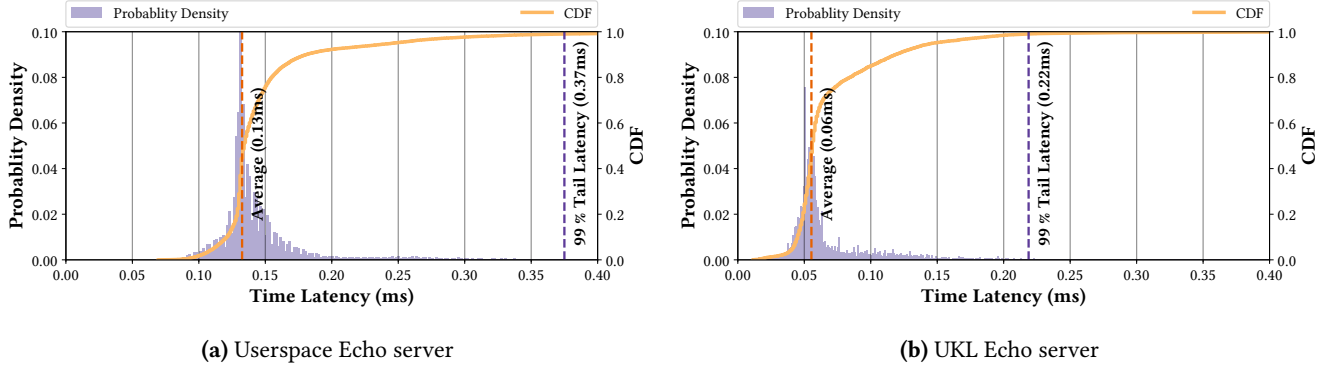 Probablity Density CDF
0.10
0.08
0.06
0.04
0.02
0.00
Probablity Density
1.0
0.8
0.6
0.4
0.2
0.0
CDF
Average (0.13ms)
99 % Tail Latency (0.37ms)
0.00 0.05 0.10 0.15 0.20 0.25 0.30 0.35 0.40
Time Latency (ms)
(a) Userspace Echo server
Probablity Density CDF
0.10
0.08
0.06
0.04
0.02
0.00
Probablity Density
1.0
0.8
0.6
0.4
0.2
0.0
CDF
Average (0.06ms)
99 % Tail Latency (0.22ms)
0.00 0.05 0.10 0.15 0.20 0.25 0.30 0.35 0.40
Time Latency (ms)
(b) UKL Echo server